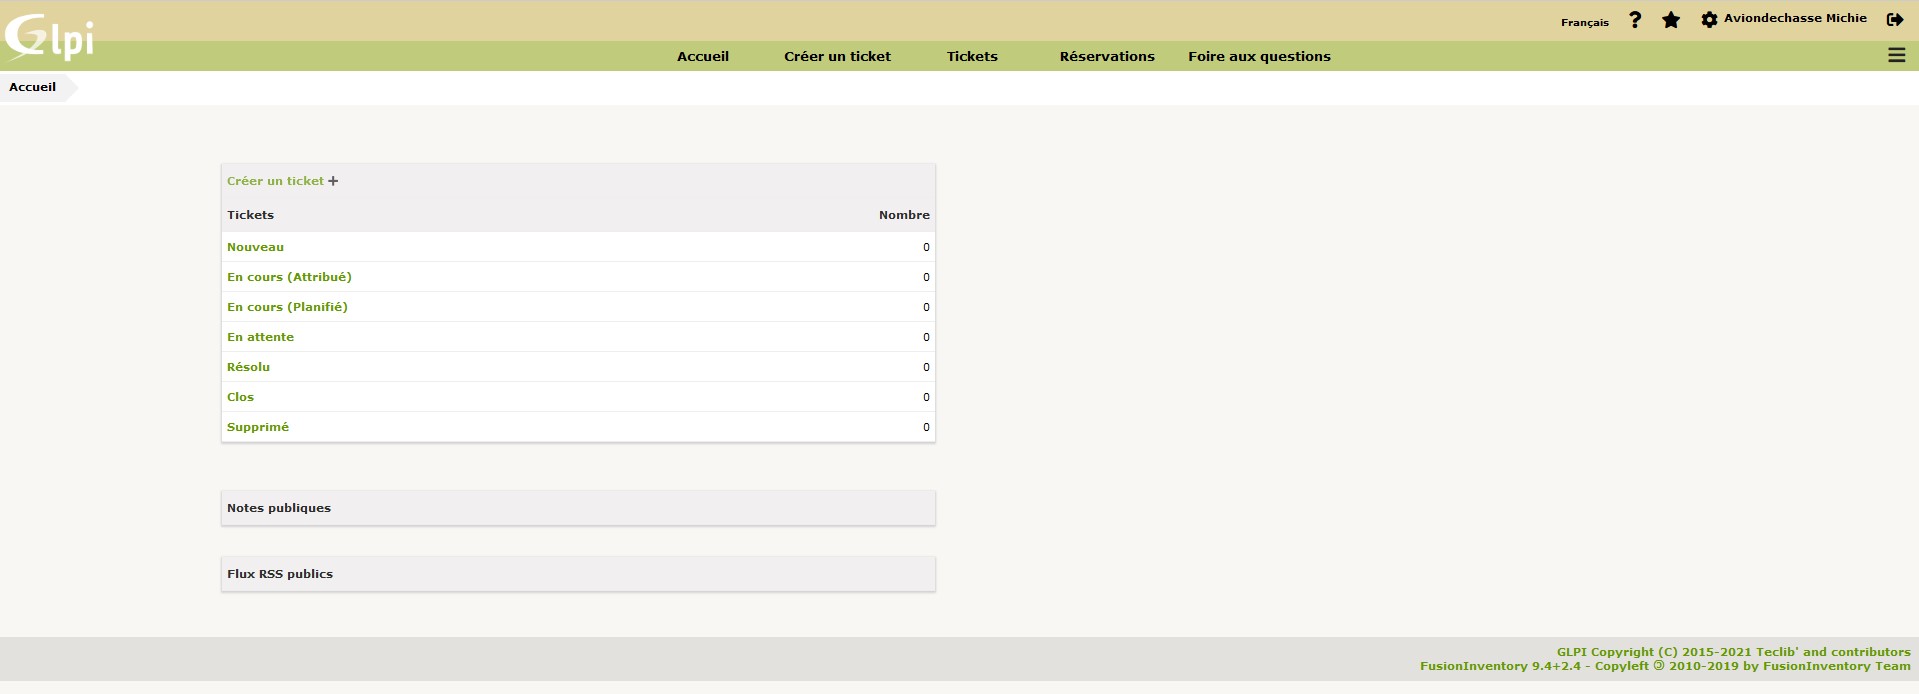 Glpi
Français ? Aviondechasse Michie
Accueil Créer un ticket Tickets Réservations Foire aux questions
Accueil
Créer un ticket +
Tickets Nombre
Nouveau 0
En cours (Attribué) 0
En cours (Planifié) 0
En attente 0
Résolu 0
Clos 0
Supprimé 0
Notes publiques
Flux RSS publics
GLPI Copyright (C) 2015-2021 Teclib' and contributors
FusionInventory 9.4+2.4 - Copyleft 🄯 2010-2019 by FusionInventory Team